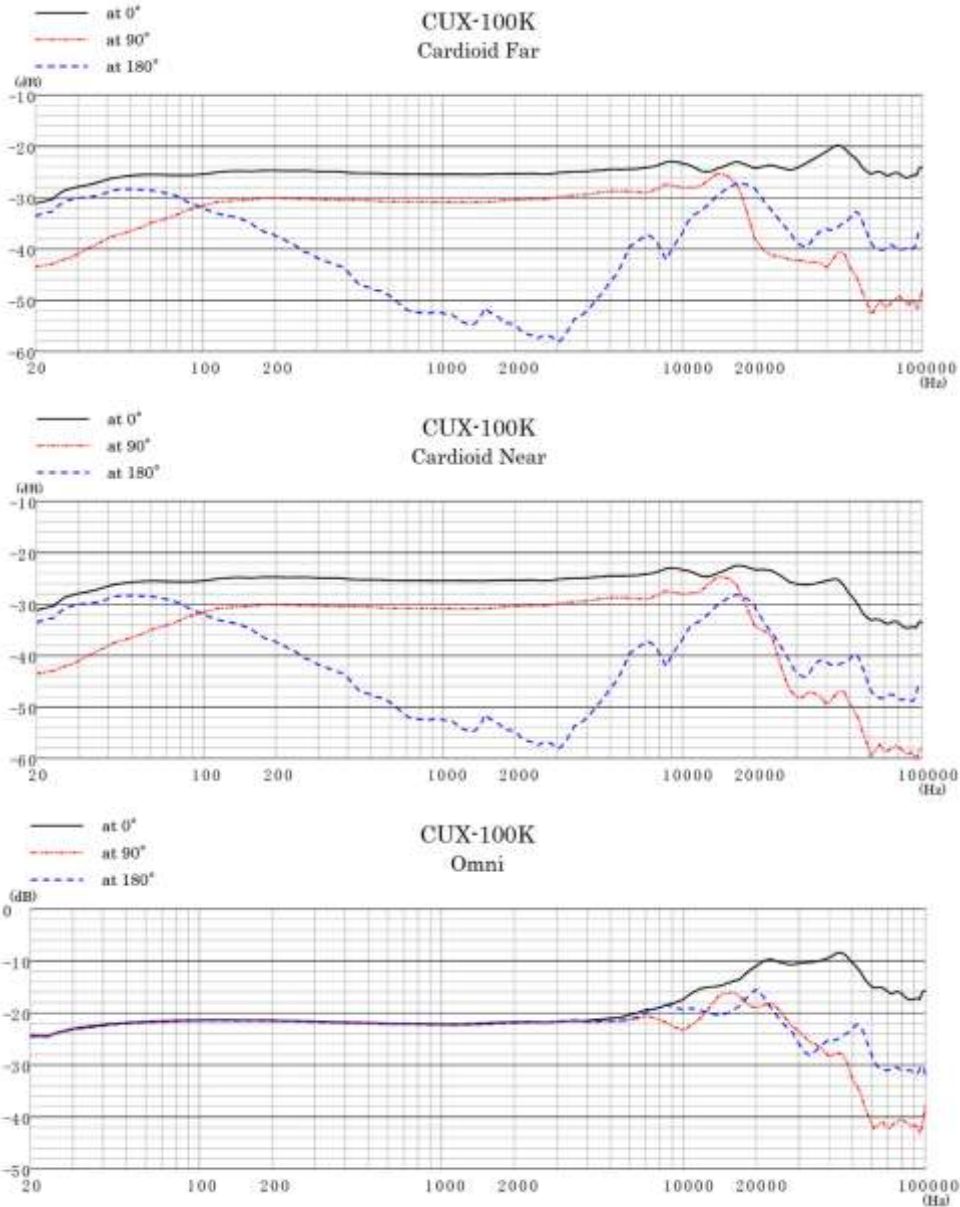 at 0°
at 90°
at 180°
CUX-100K
Cardioid Far
(dB)
-10
-20
-30
-40
-50
-60
20 100 200 1000 2000 10000 20000 100000
(Hz)
at 0°
at 90°
at 180°
CUX-100K
Cardioid Near
(dB)
-10
-20
-30
-40
-50
-60
20 100 200 1000 2000 10000 20000 100000
(Hz)
at 0°
at 90°
at 180°
CUX-100K
Omni
(dB)
0
-10
-20
-30
-40
-50
20 100 200 1000 2000 10000 20000 100000
(Hz)